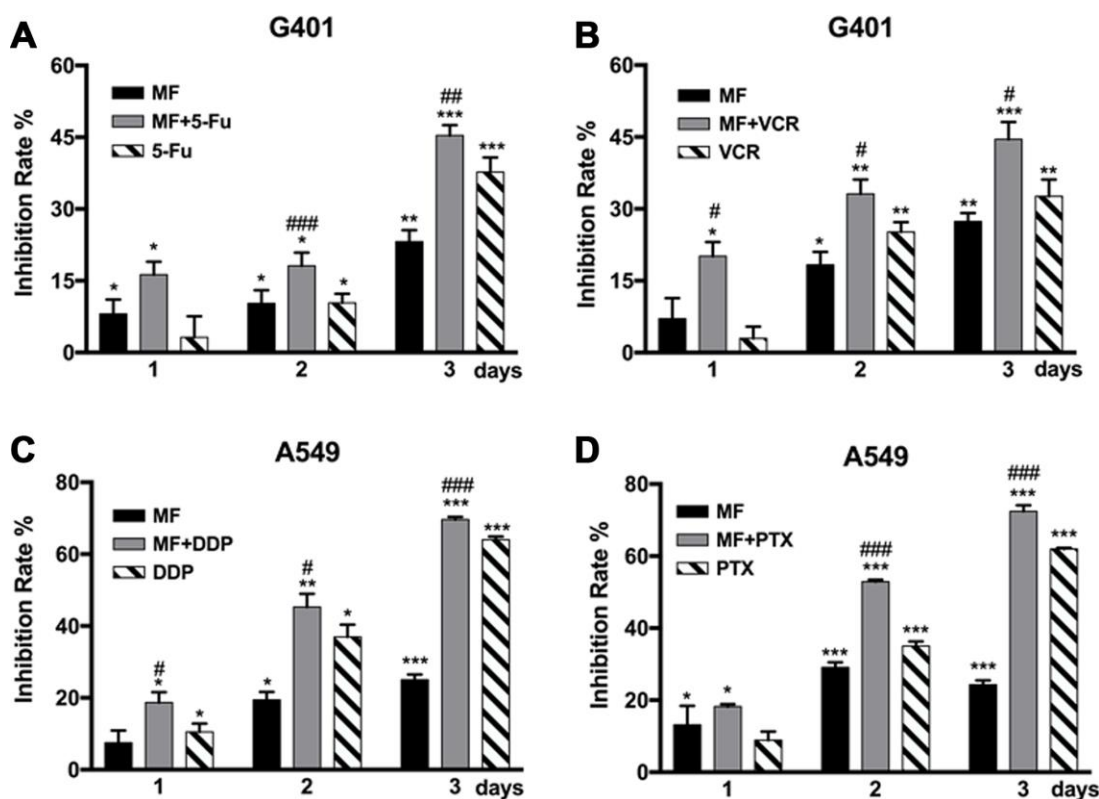 A
G401
Inhibition Rate %
60
45
30
15
0
MF
MF+5-Fu
5-Fu
*
*
*
###
*
*
**
##
***
***
1
2
3
days
B
G401
Inhibition Rate %
60
45
30
15
0
MF
MF+VCR
VCR
#
*
*
#
**
**
**
#
***
**
1
2
3
days
C
A549
Inhibition Rate %
80
60
40
20
0
MF
MF+DDP
DDP
#
*
*
*
#
**
*
***
###
***
***
1
2
3
days
D
A549
Inhibition Rate %
80
60
40
20
0
MF
MF+PTX
PTX
*
*
***
###
***
***
***
###
***
***
1
2
3
days